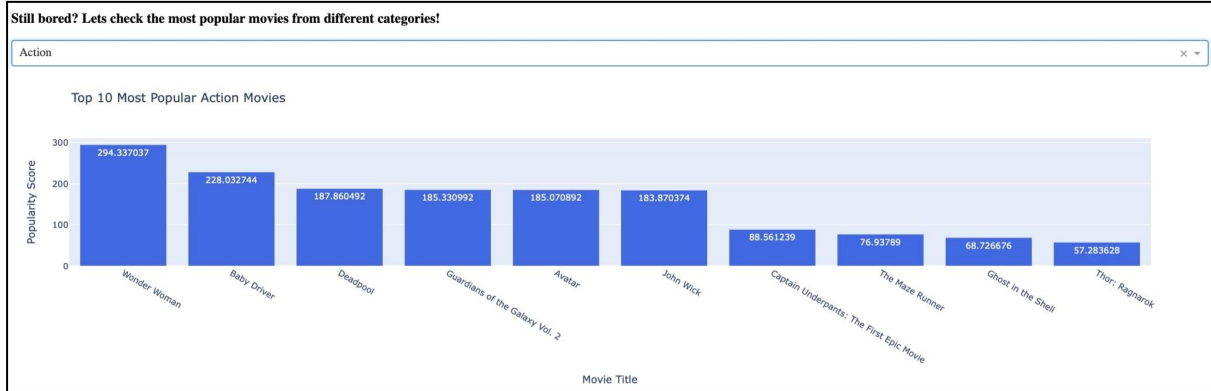 Still bored? Lets check the most popular movies from different categories!
Action
Top 10 Most Popular Action Movies
Popularity Score
300
200
100
0
294.337037
228.032744
187.860492
185.330992
185.070892
183.870374
88.561239
76.93789
68.726676
57.283628
Wonder Woman
Baby Driver
Deadpool
Guardians of the Galaxy Vol. 2
Avatar
John Wick
Captain Underpants: The First Epic Movie
The Maze Runner
Ghost in the Shell
Thor: Ragnarok
Movie Title